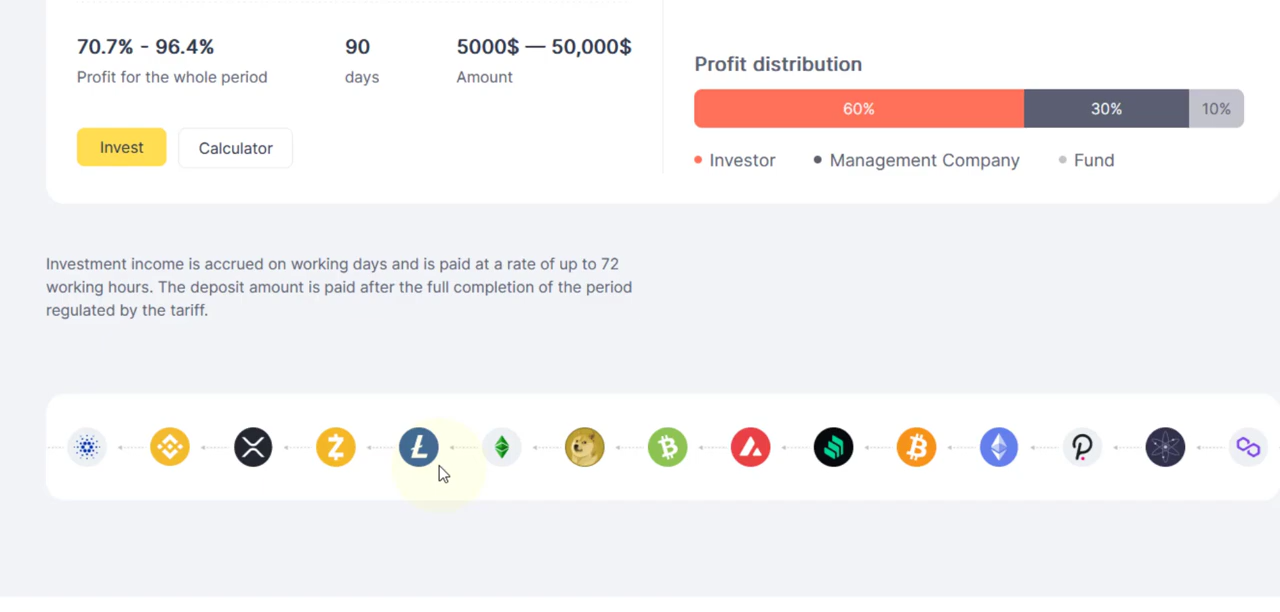 70.7% - 96.4%
Profit for the whole period
90
days
5000$ — 50,000$
Amount
Invest
Calculator
Profit distribution
60%
30%
10%
Investor
Management Company
Fund
Investment income is accrued on working days and is paid at a rate of up to 72
working hours. The deposit amount is paid after the full completion of the period
regulated by the tariff.